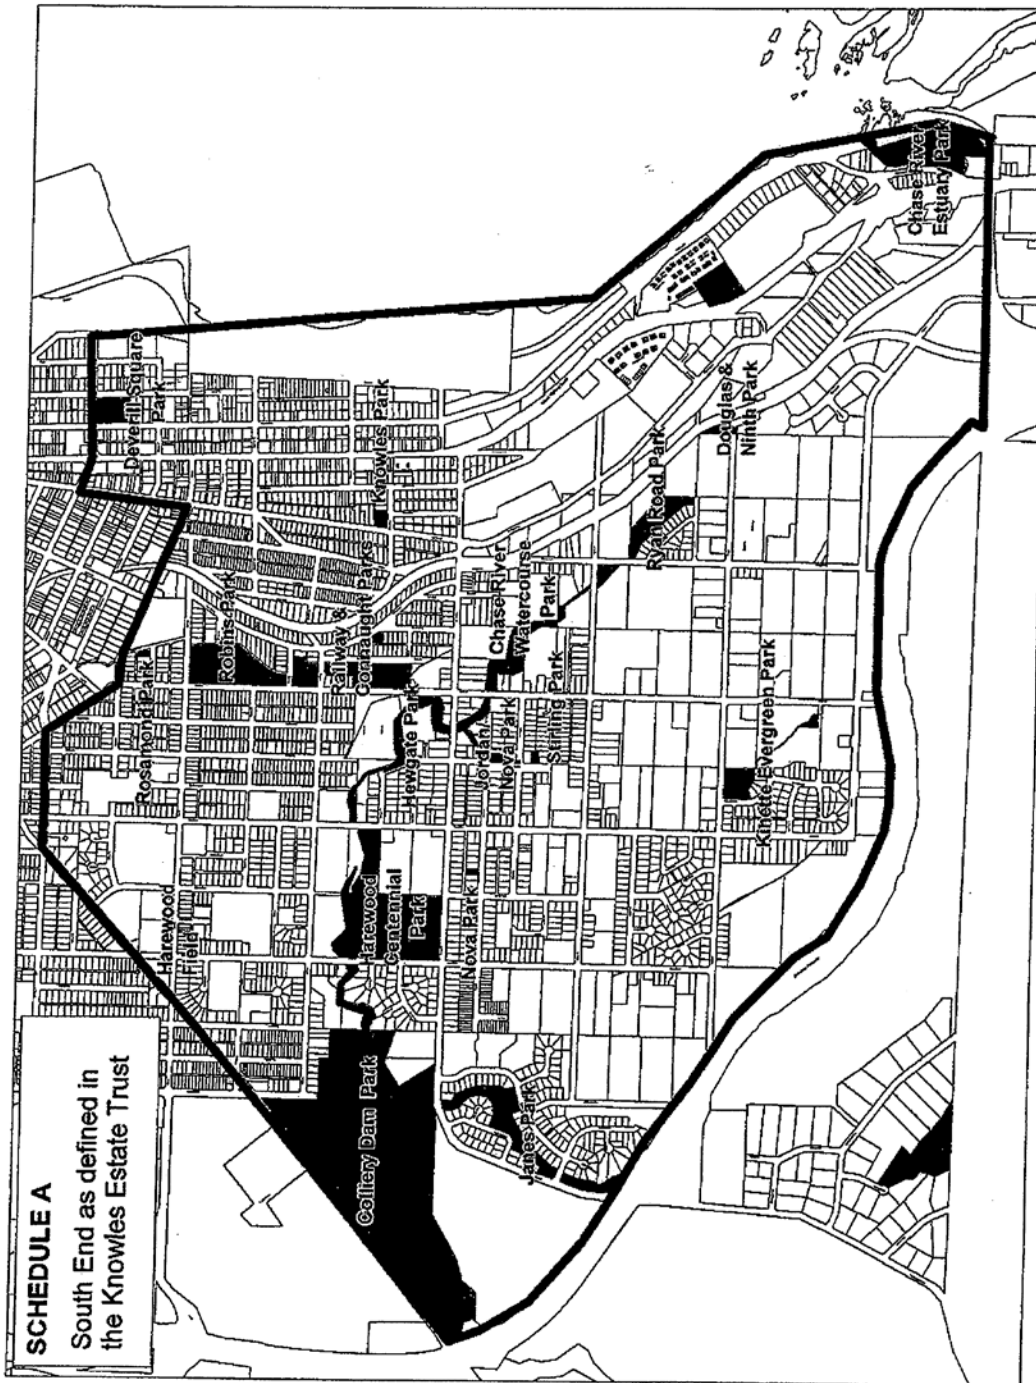 SCHEDULE A
South End as defined in
the Knowles Estate Trust
Harewood
Field
Rosamond Park
Robins Park
Deverill Square
Park
Colliery Dam Park
Harewood
Centennial
Park
Hewgate Park
Railway &
Connaught Parks
Knowles Park
Janes Park
Nova Park
Jordan
Nova Park
Stirling Park
Chase River
Watercourse
Park
Ryan Road Park
Douglas &
Ninth Park
Kinette Evergreen Park
Chase River
Estuary Park